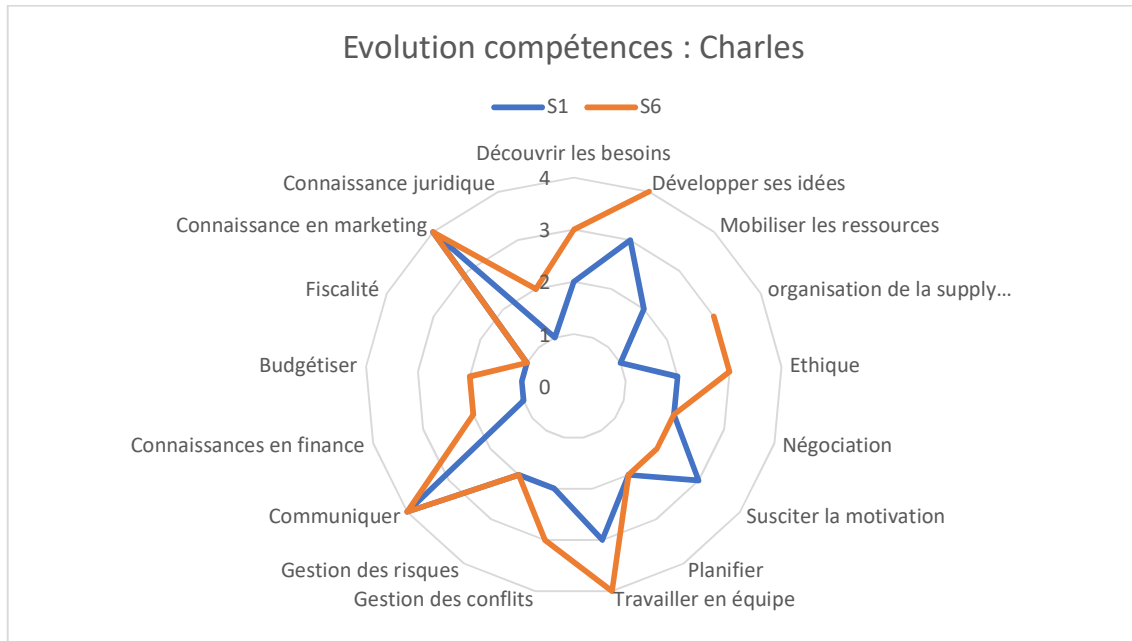 Evolution compétences : Charles
S1 S6
Découvrir les besoins
Développer ses idées
Mobiliser les ressources
organisation de la supply...
Ethique
Négociation
Susciter la motivation
Planifier
Travailler en équipe
Gestion des conflits
Gestion des risques
Communiquer
Connaissances en finance
Budgétiser
Fiscalité
Connaissance en marketing
Connaissance juridique
4
3
2
1
0